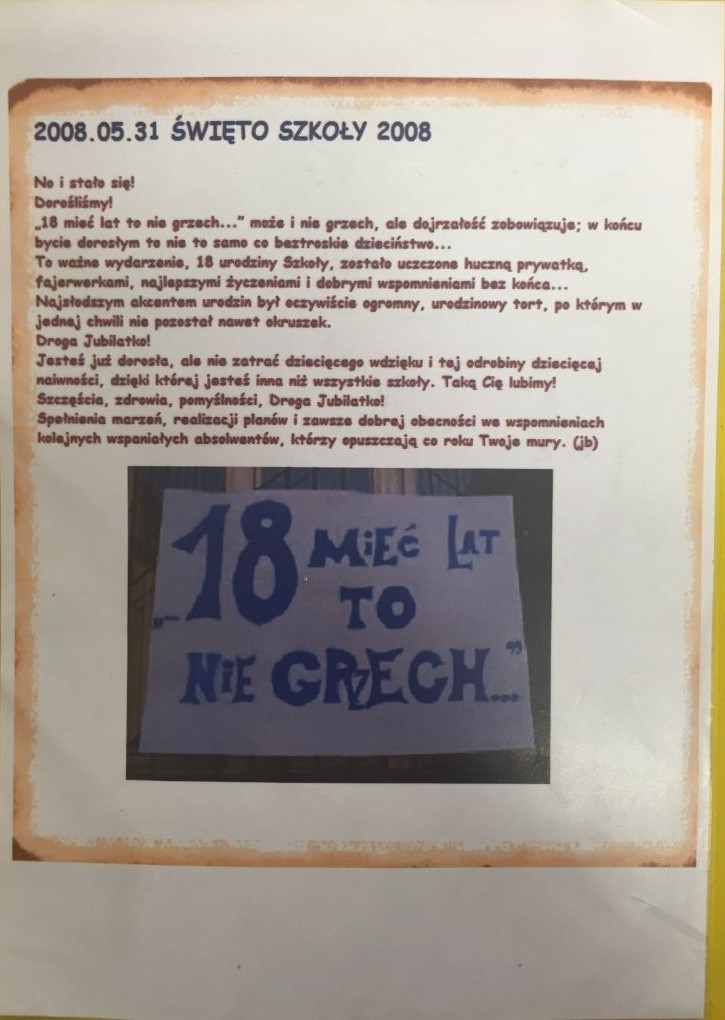 2008.05.31 ŚWIĘTO SZKOŁY 2008
No i stało się!
Dorośliśmy!
„18 mieć lat to nie grzech...” może i nie grzech, ale dojrzałość zobowiązuje; w końcu
bycie dorosłym to nie to samo co beztroskie dzieciństwo...
To ważne wydarzenie, 18 urodziny Szkoły, zostało uczczone huczną prywatką,
fajerwerkami, najlepszymi życzeniami i dobrymi wspomnieniami bez końca...
Najsłodszym akcentem urodzin był oczywiście ogromny, urodzinowy tort, po którym w
jednej chwili nie pozostał nawet okruszek.
Droga Jubilatko!
Jesteś już dorosła, ale nie zatrać dziecięcego wdzięku i tej odrobiny dziecięcej
naiwności, dzięki której jesteś inna niż wszystkie szkoły. Taką Cię lubimy!
Szczęścia, zdrowia, pomyślności, Droga Jubilatko!
Spełnienia marzeń, realizacji planów i zawsze dobrej obecności we wspomnieniach
kolejnych wspaniałych absolwentów, którzy opuszczają co roku Twoje mury. (jb)
„...18 MiEĆ LAT
TO
NiE GRZECH...”